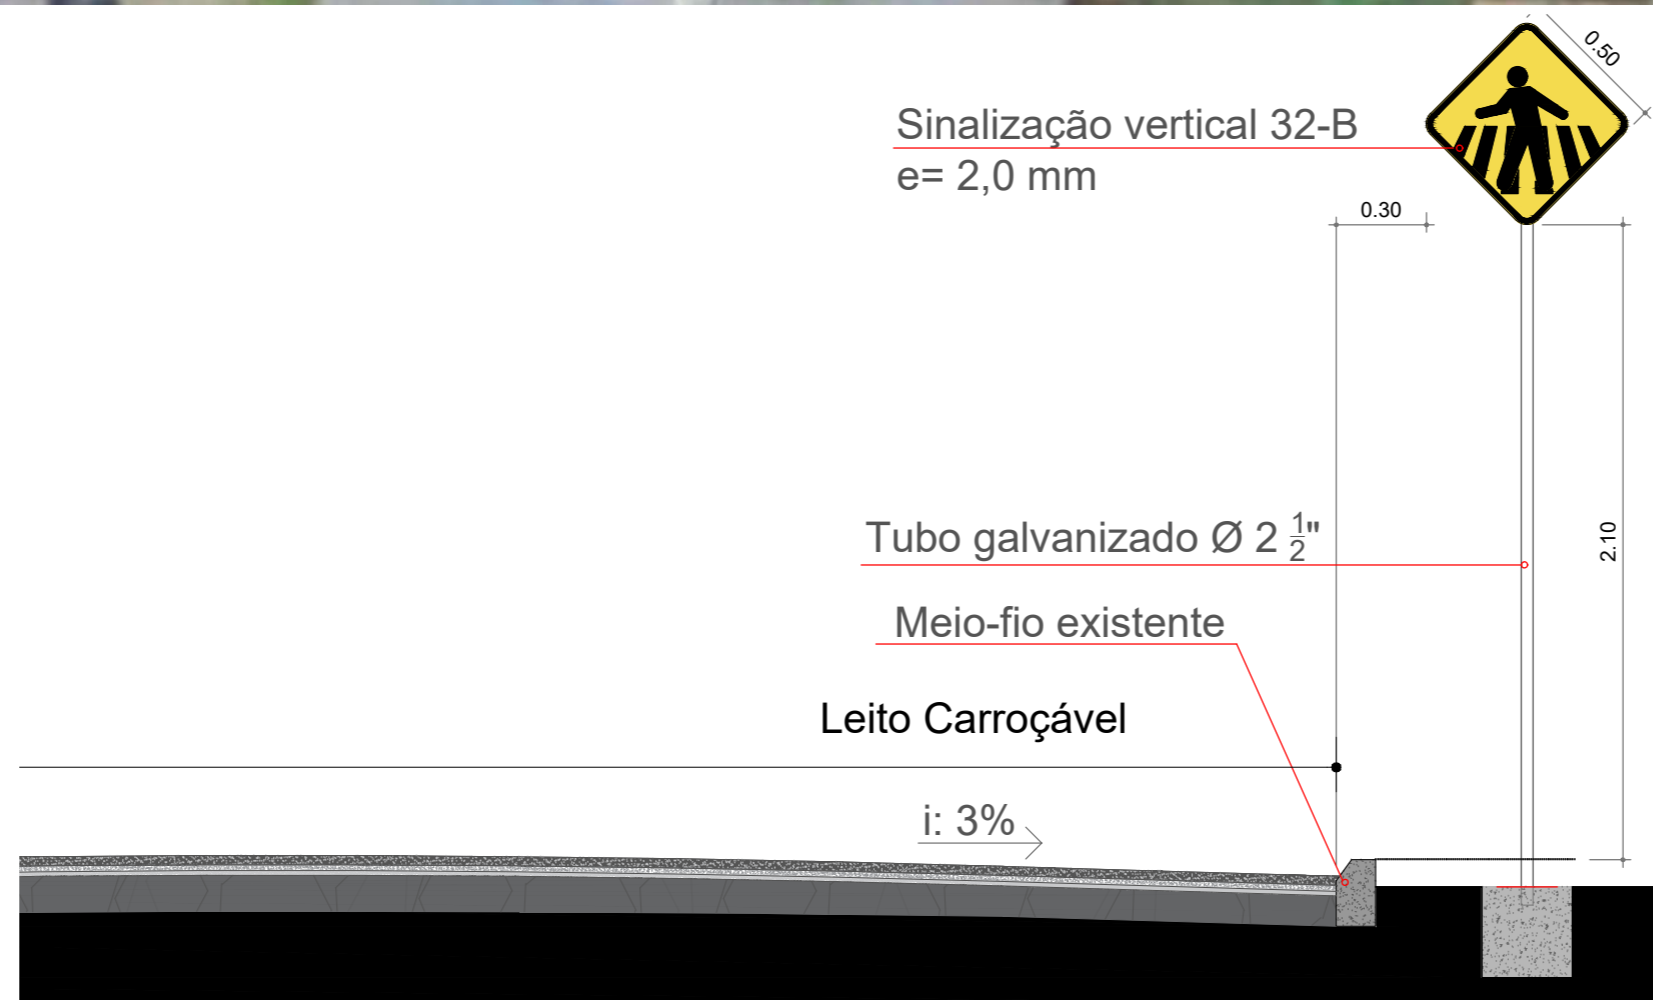 0.50
Sinalização vertical 32-B
e= 2,0 mm
0.30
Tubo galvanizado Ø 2 1/2"
2.10
Meio-fio existente
Leito Carroçável
i: 3%